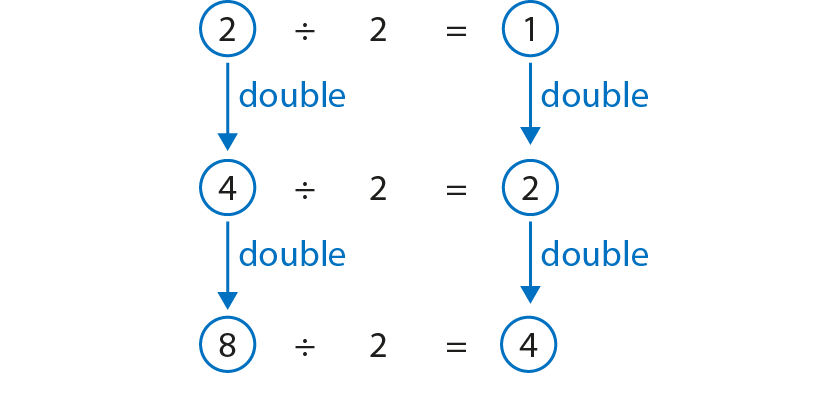 2 ÷ 2 = 1
double double
4 ÷ 2 = 2
double double
8 ÷ 2 = 4